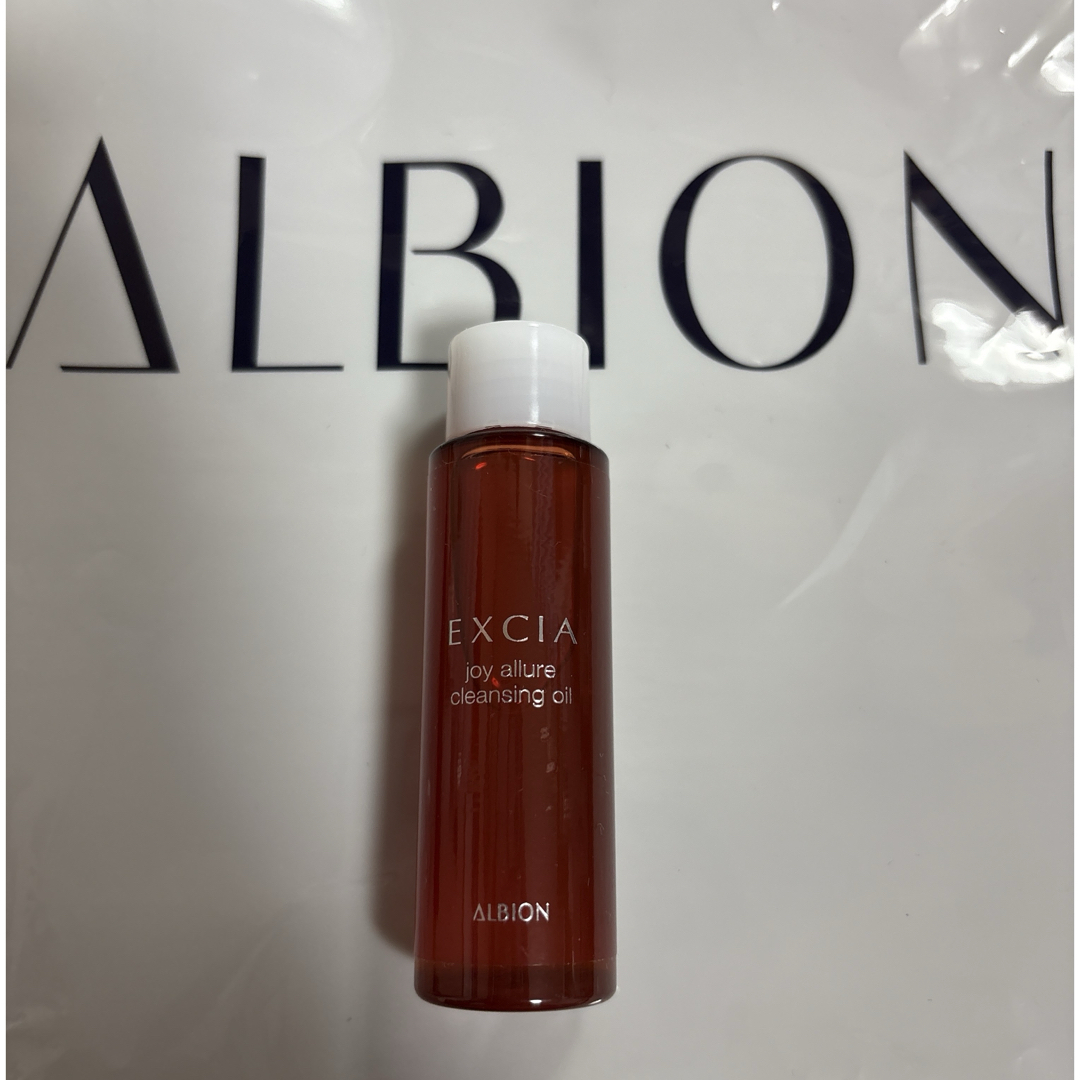 ALBION
EXCIA
joy allure
cleansing oil
ALBION